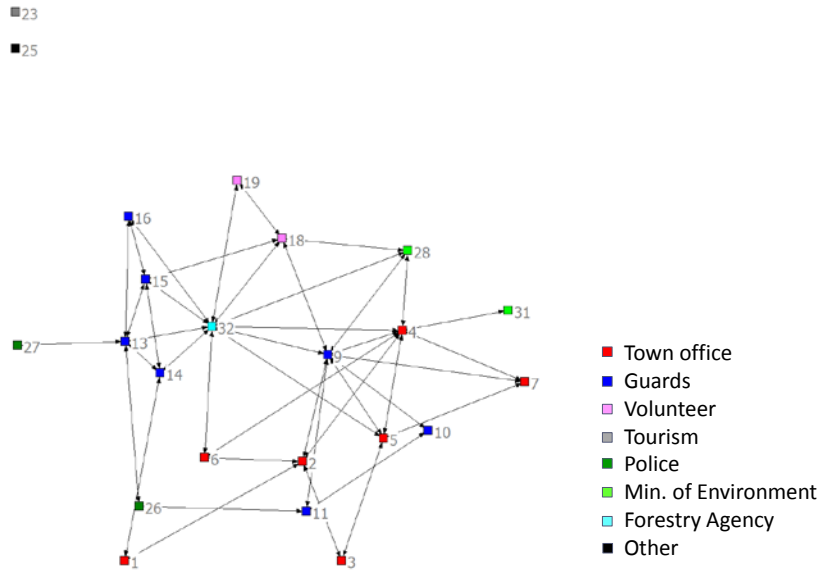 23
25
19
16
18
28
15
31
32
4
13
27
9
14
7
5
10
6
2
26
11
1
3
Town office
Guards
Volunteer
Tourism
Police
Min. of Environment
Forestry Agency
Other